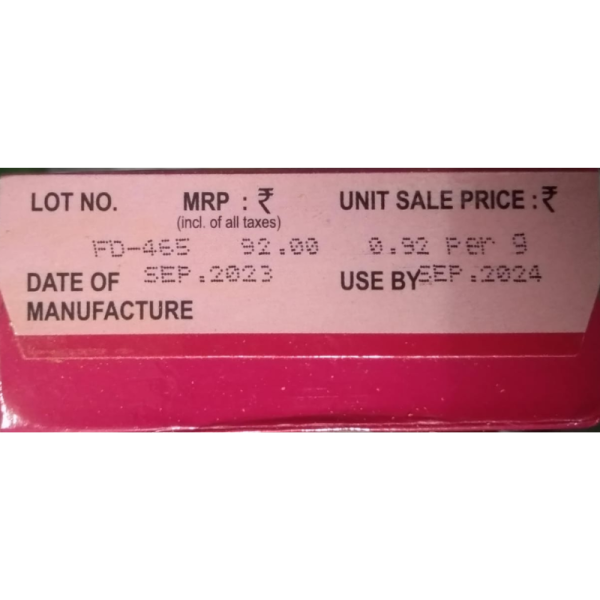 LOT NO. MRP : ₹ UNIT SALE PRICE : ₹
(incl. of all taxes)
FD-465 92.00 0.92 Per g
DATE OF SEP.2023 USE BY SEP.2024
MANUFACTURE